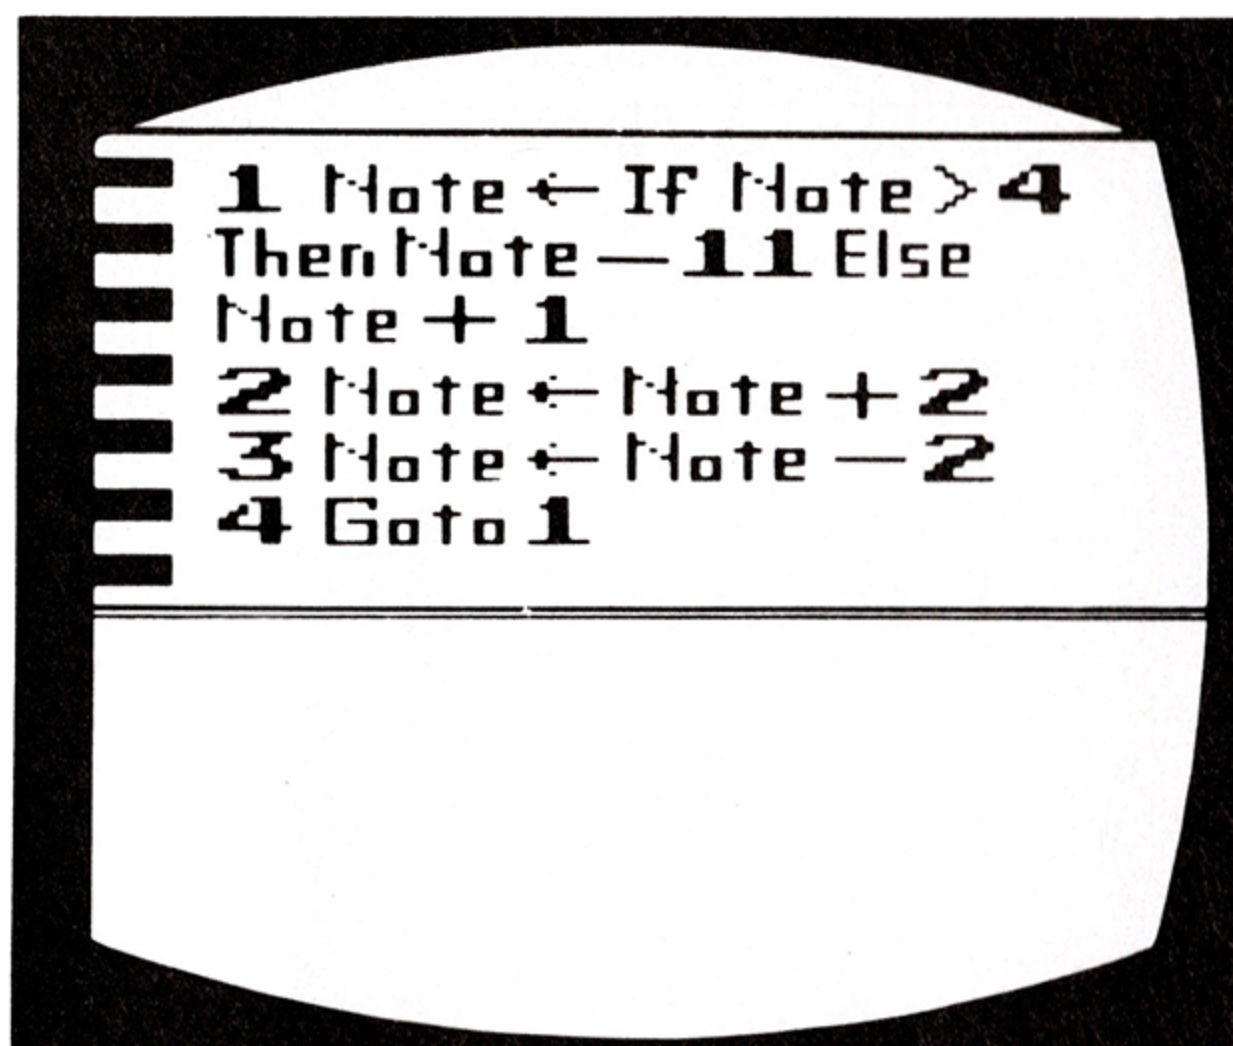 1 Note ← If Note > 4
Then Note — 11 Else
Note + 1
2 Note ← Note + 2
3 Note ← Note — 2
4 Goto 1